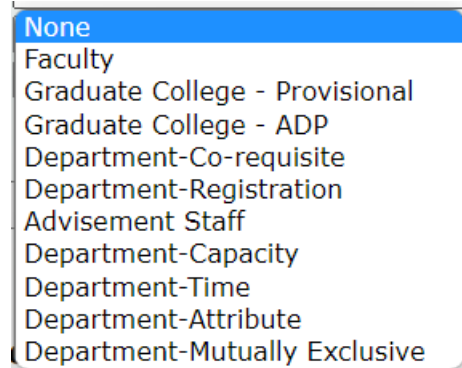 None
Faculty
Graduate College - Provisional
Graduate College - ADP
Department-Co-requisite
Department-Registration
Advisement Staff
Department-Capacity
Department-Time
Department-Attribute
Department-Mutually Exclusive